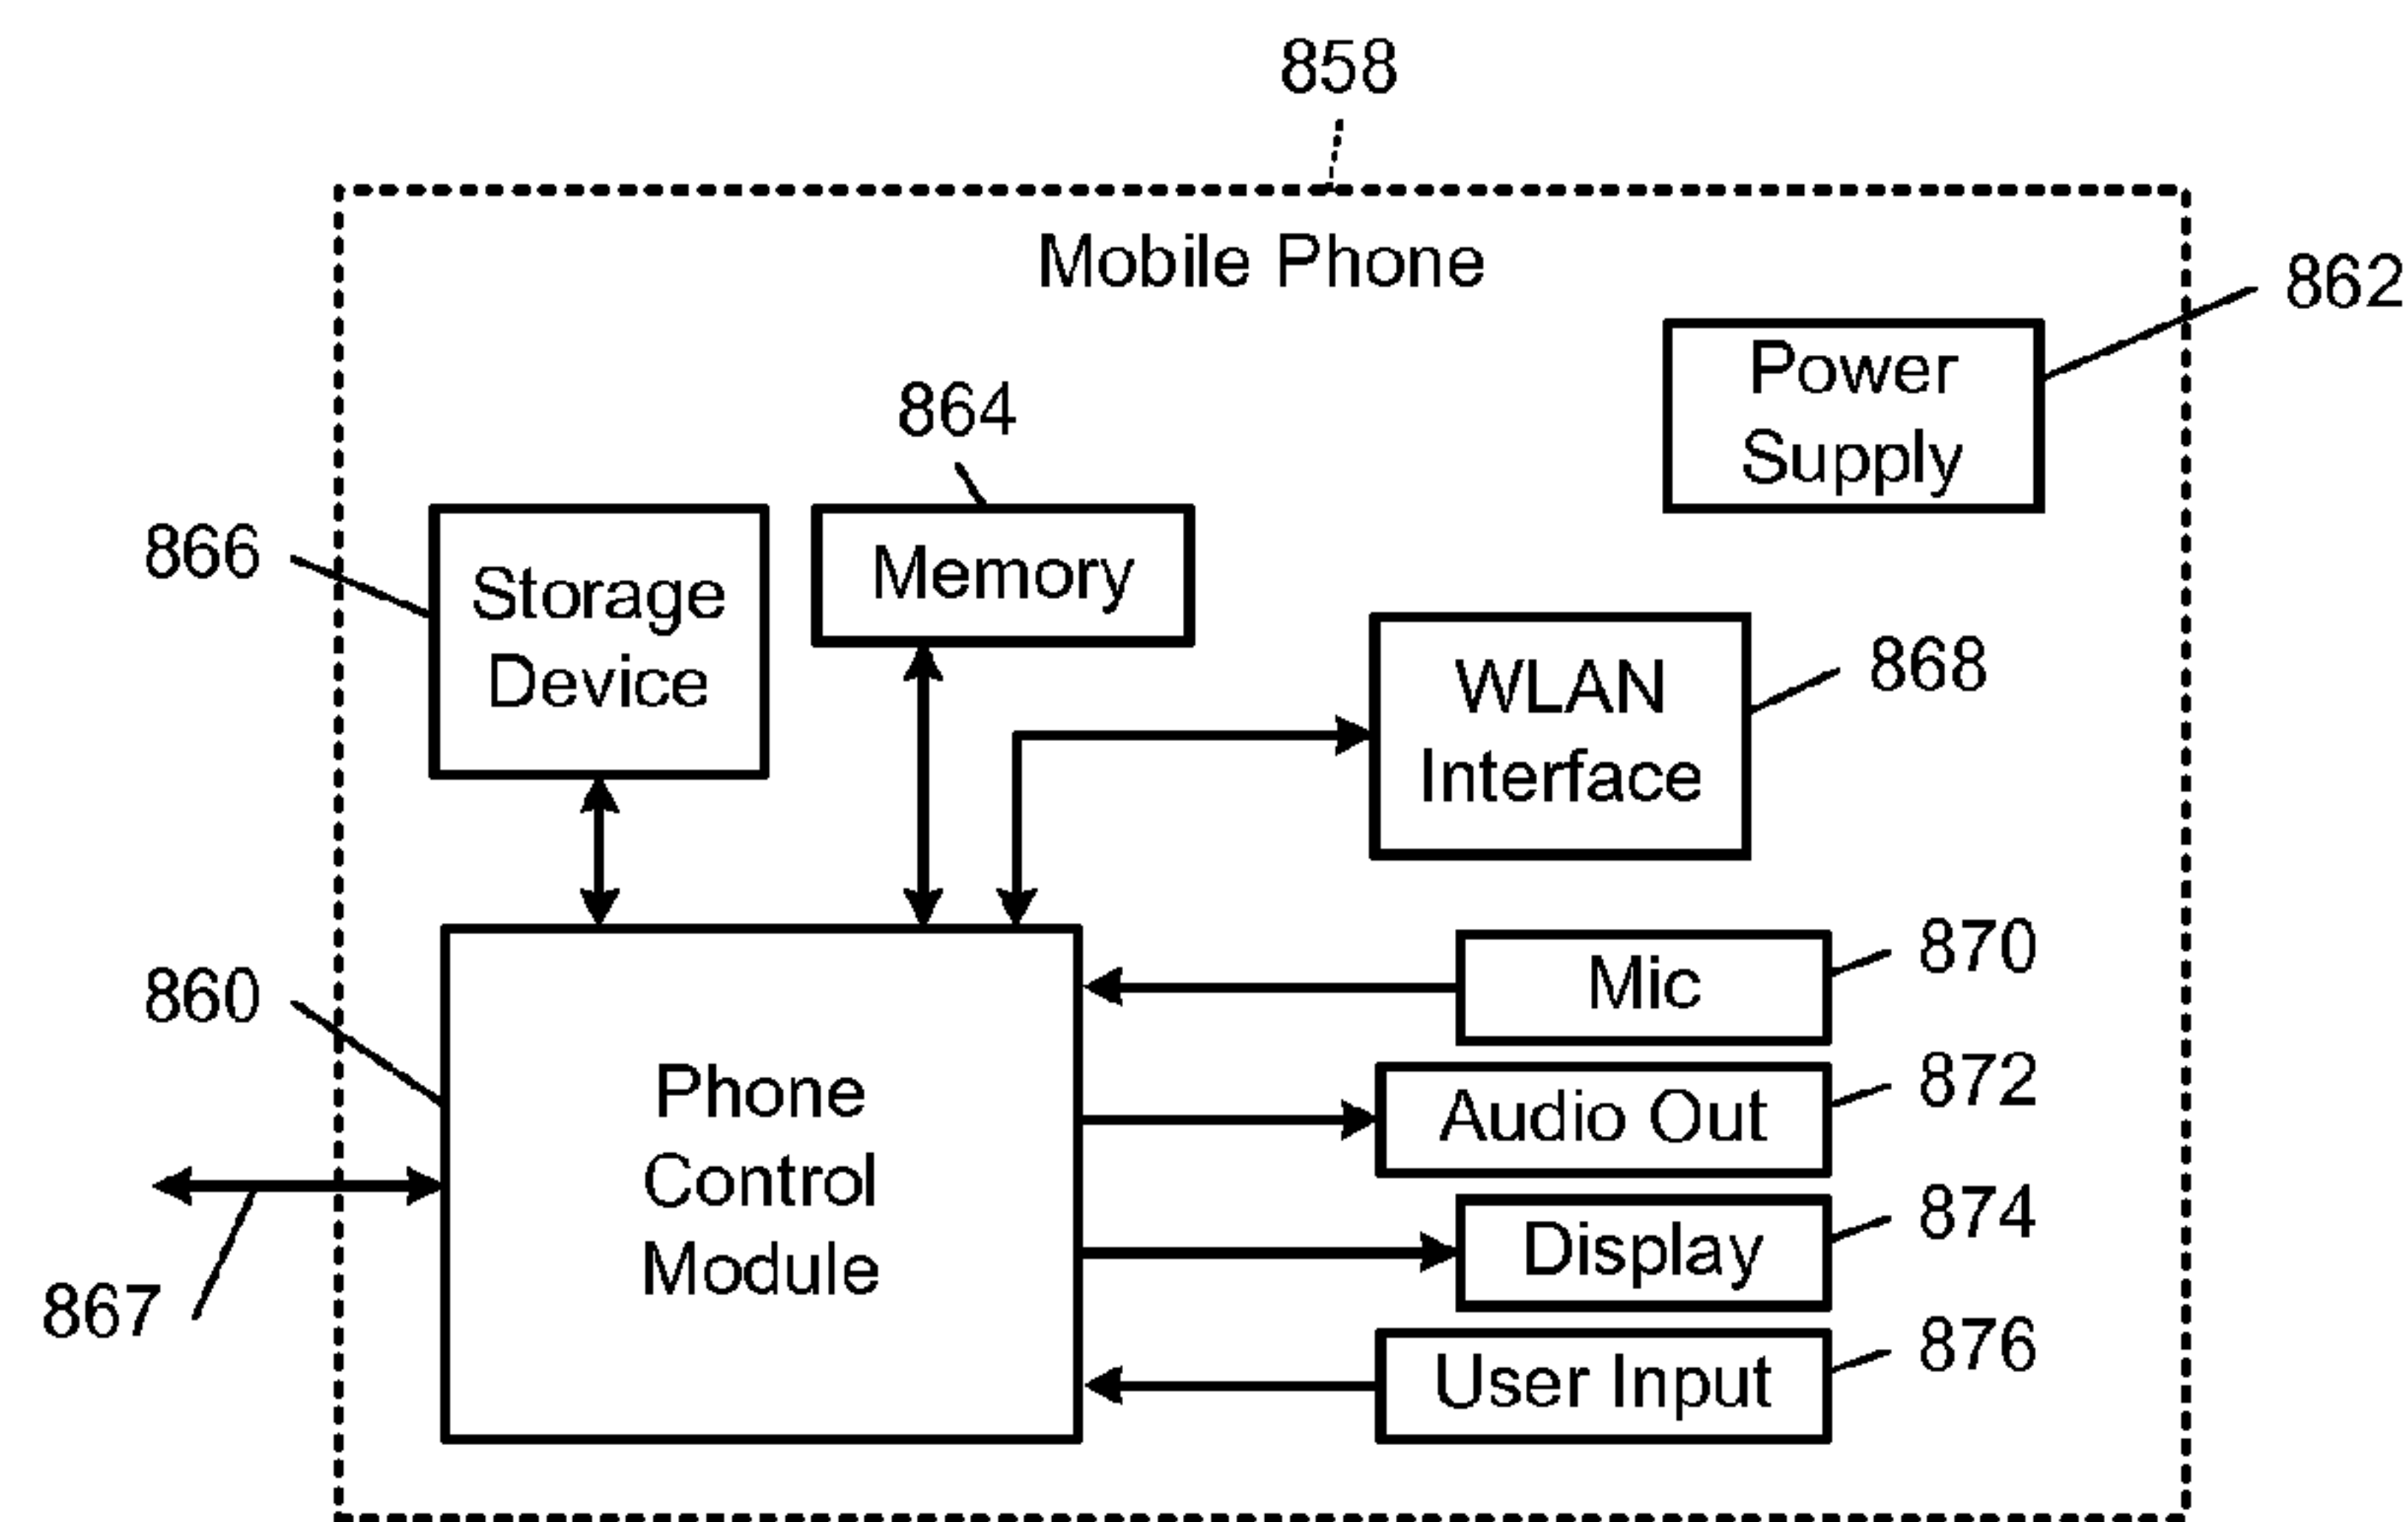 858
Mobile Phone
862
Power
Supply
864
866
Storage
Device
Memory
868
WLAN
Interface
860
870
Mic
Phone
Control
Module
872
Audio Out
874
Display
867
876
User Input